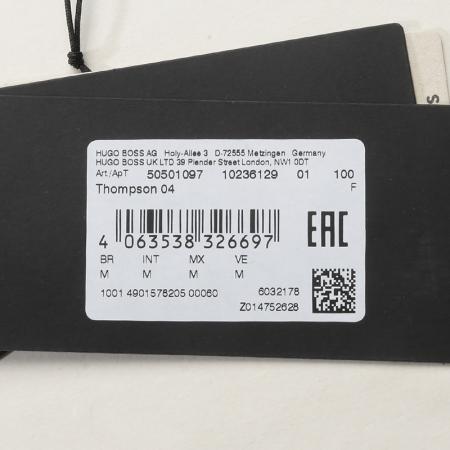 HUGO BOSS AG Holy-Allee 3 D-72555 Metzingen Germany
HUGO BOSS UK LTD 39 Plender Street London, NW1 0DT
Art./ApT 50501097 10236129 01 100
Thompson 04 F
4 063538 326697
EAC
BR INT MX VE
M M M M
1001 4901578205 00060 6032178
Z014752628
S